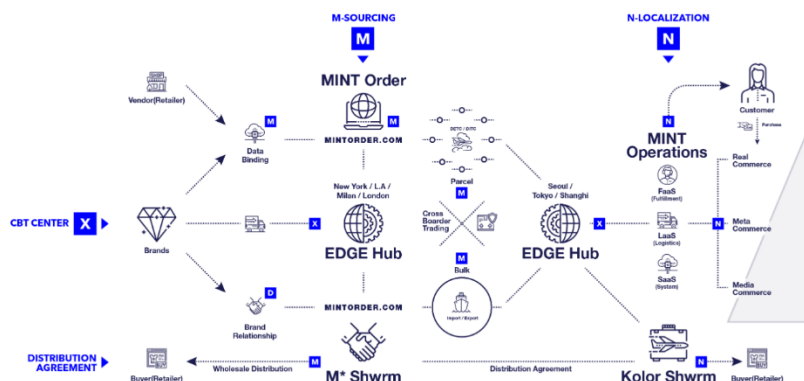 M-SOURCING
M
N-LOCALIZATION
N
MINT Order
M
MINTORDER.COM
Vendor(Retailer)
M
Data
Binding
Parcel
M
Customer
Purchase
N
MINT
Operations
Real
Commerce
FaaS
(Fulfillment)
New York / L.A /
Milan / London
Seoul /
Tokyo / Shanghi
CBT CENTER
X
Brands
X
EDGE Hub
Cross
Boarder
Trading
EDGE Hub
X
LaaS
(Logistics)
N
Meta
Commerce
M
Bulk
SaaS
(System)
D
Brand
Relationship
MINTORDER.COM
Import / Export
Media
Commerce
DISTRIBUTION
AGREEMENT
Buyer(Retailer)
Wholesale Distribution
M
M* Shwrm
Distribution Agreement
Kolor Shwrm
N
Buyer(Retailer)